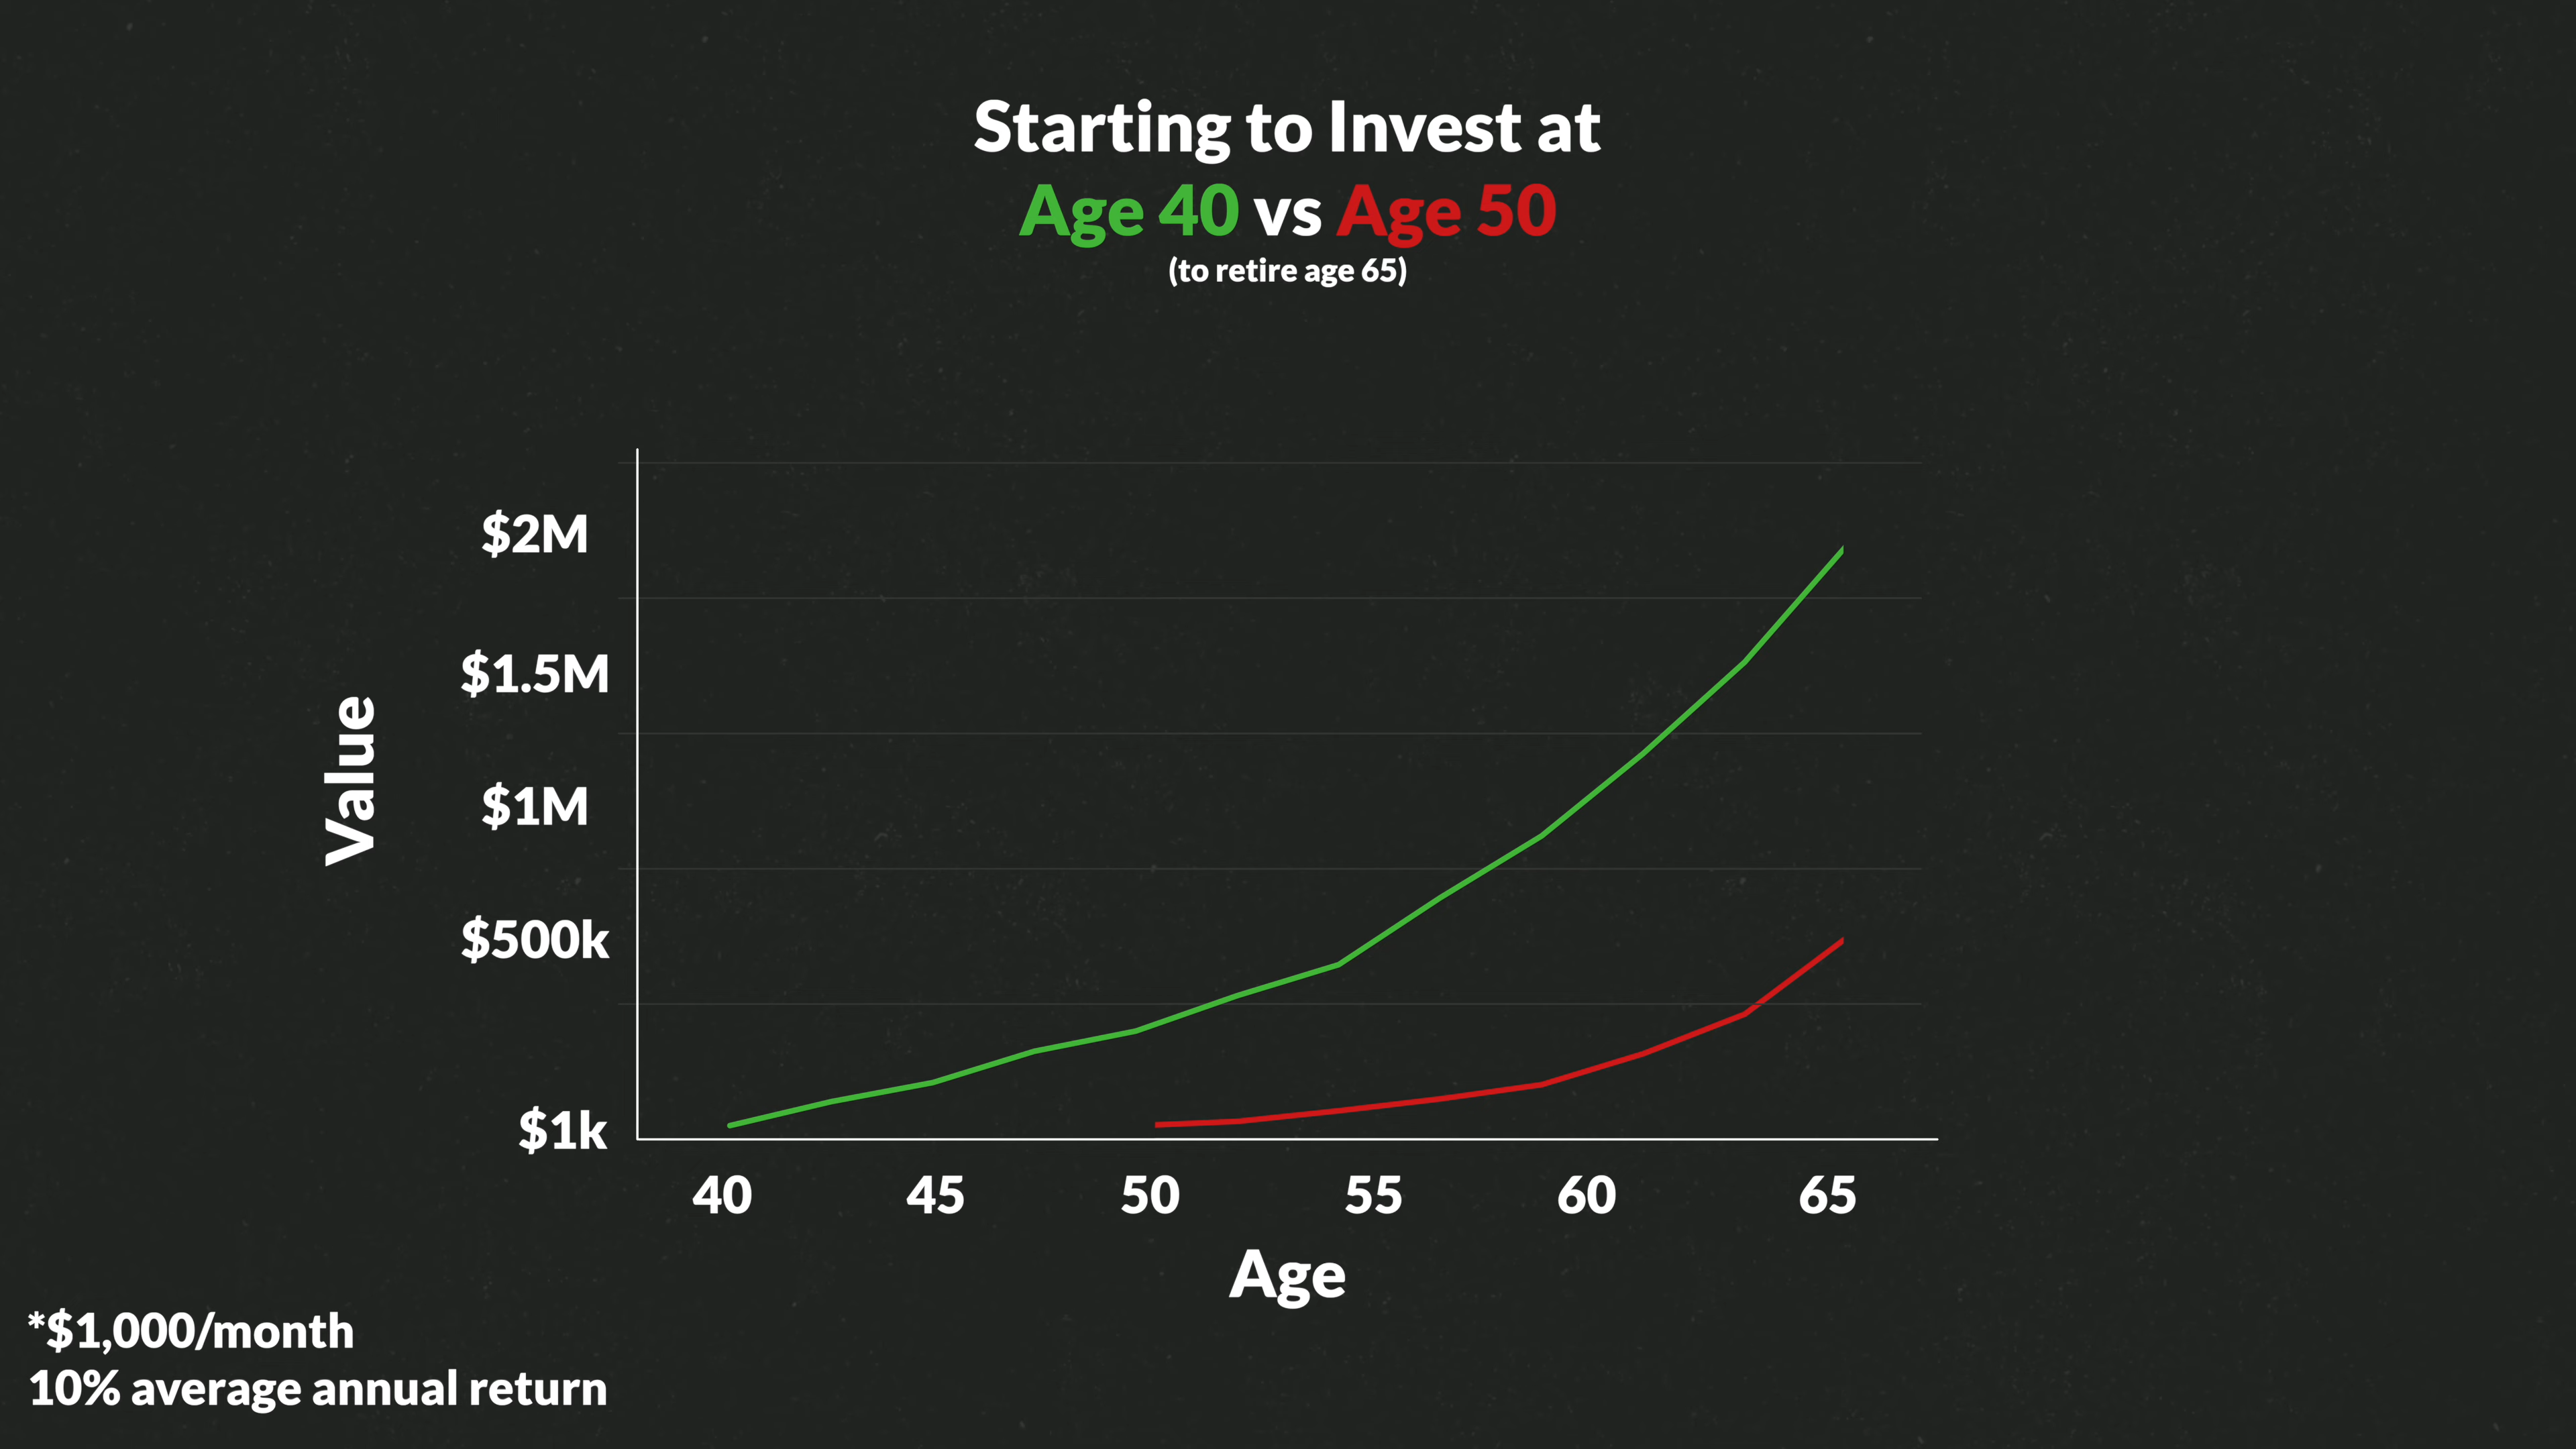 Starting to Invest at
Age 40 vs Age 50
(to retire age 65)
Value
$2M
$1.5M
$1M
$500k
$1k
40 45 50 55 60 65
Age
*$1,000/month
10% average annual return